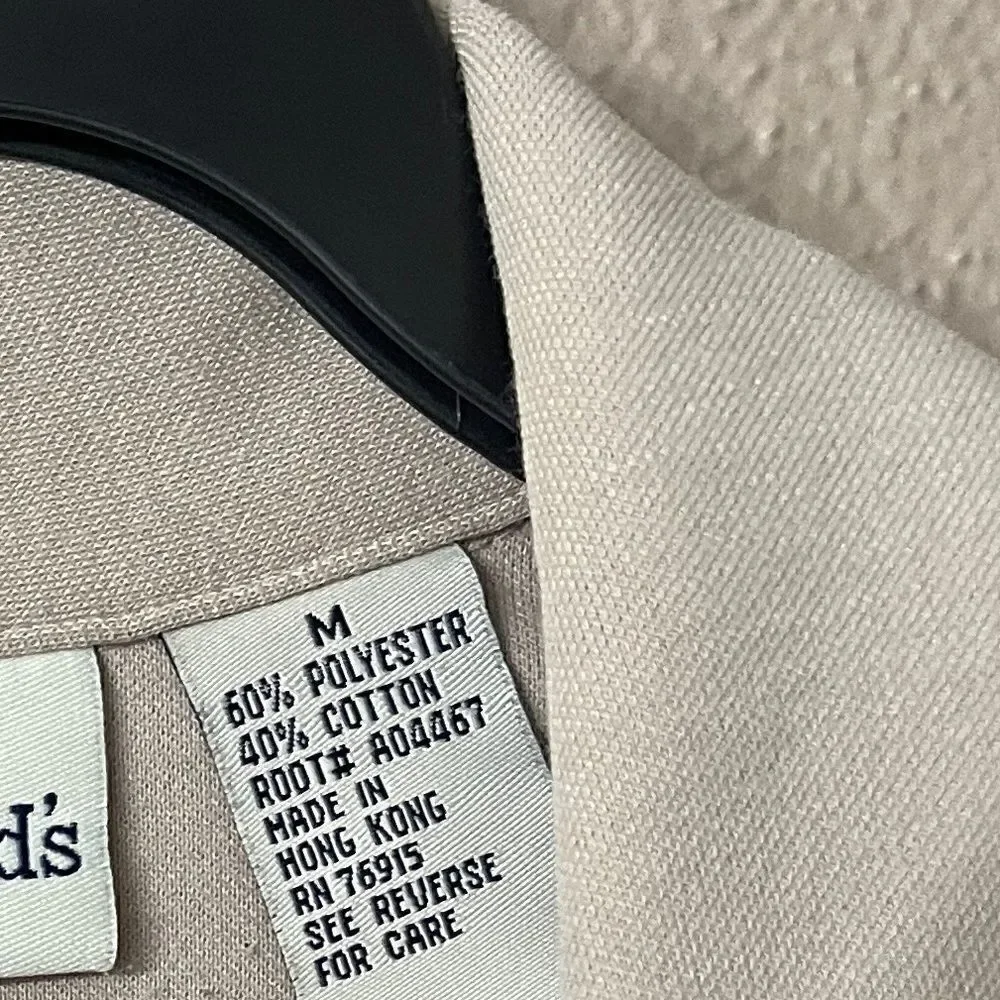 M
60% POLYESTER
40% COTTON
ROOT# A04467
MADE IN
HONG KONG
RN 76915
SEE REVERSE
FOR CARE
d's